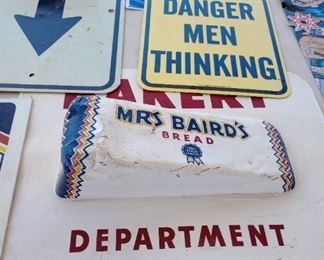 DANGER
MEN
THINKING
BAKERY
MRS BAIRD'S
BREAD
DEPARTMENT